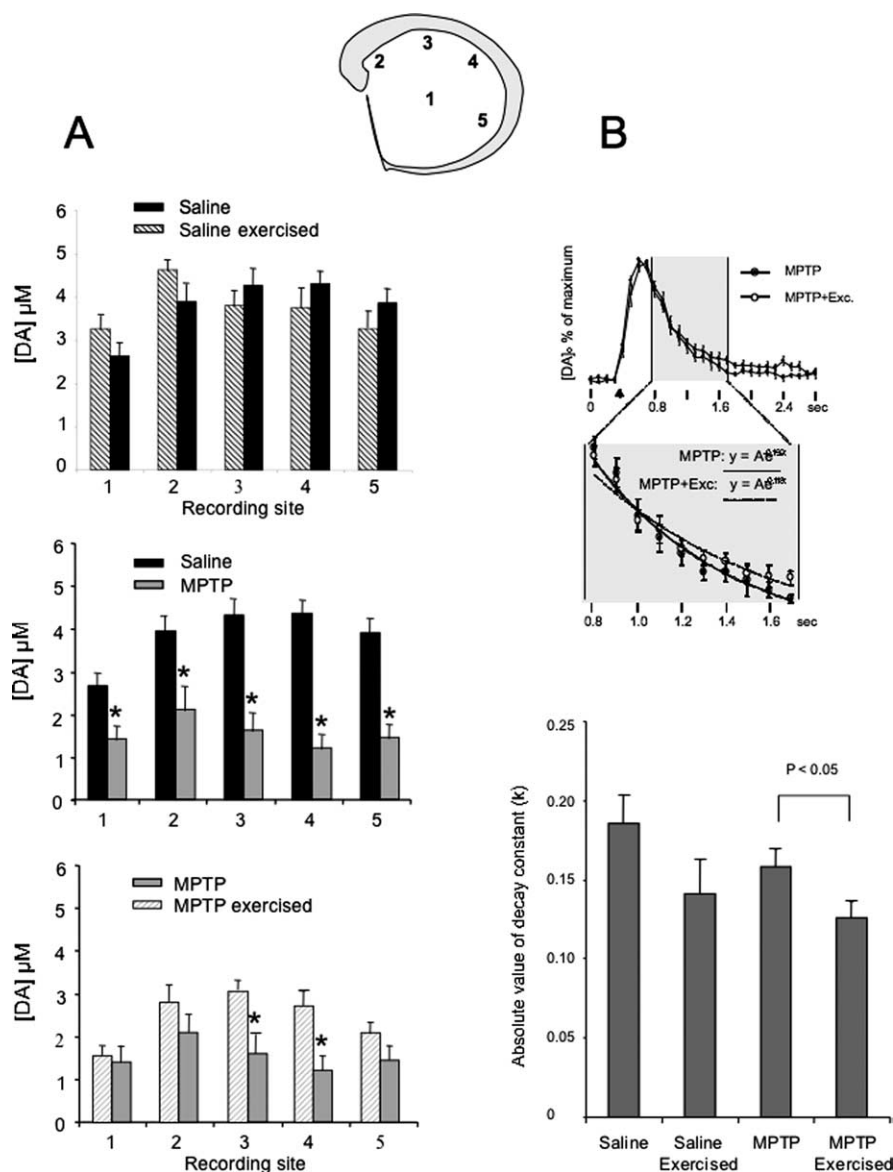 3
2
4
1
5
A
B
Saline
Saline exercised
[DA] µM
6
5
4
3
2
1
0
1 2 3 4 5
Recording site
Saline
MPTP
[DA] µM
6
5
4
3
2
1
0
* * * * *
1 2 3 4 5
MPTP
MPTP exercised
[DA] µM
6
5
4
3
2
1
0
* *
1 2 3 4 5
Recording site
[DA]o % of maximum
MPTP
MPTP+Exc.
0 0.8 1.6 2.4 sec
MPTP: y = Ae
MPTP+Exc: y = Ae
0.8 1.0 1.2 1.4 1.6 sec
Absolute value of decay constant (k)
0.25
0.20
0.15
0.10
0.05
0
P < 0.05
Saline Saline Exercised MPTP MPTP Exercised